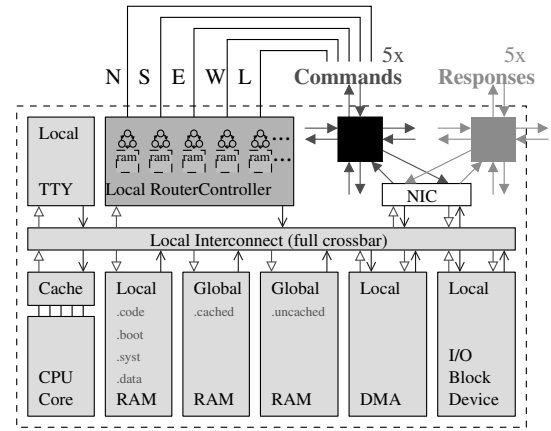 5x 5x
N S E W L Commands Responses
Local
ram ram ram ram ram
TTY
Local RouterController
NIC
Local Interconnect (full crossbar)
Cache
Local Global Global Local Local
.code .cached .uncached
.boot
.syst
.data
CPU
Core
RAM RAM RAM DMA
I/O
Block
Device